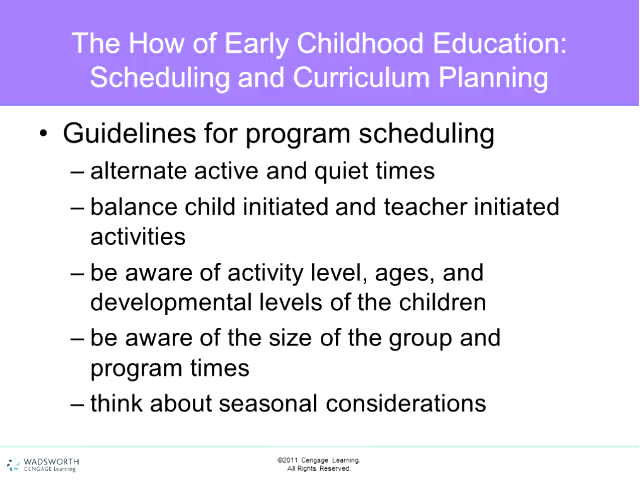 The How of Early Childhood Education:
Scheduling and Curriculum Planning
• Guidelines for program scheduling
– alternate active and quiet times
– balance child initiated and teacher initiated
activities
– be aware of activity level, ages, and
developmental levels of the children
– be aware of the size of the group and
program times
– think about seasonal considerations
WADSWORTH
CENGAGE Learning
©2011 Cengage Learning.
All Rights Reserved.